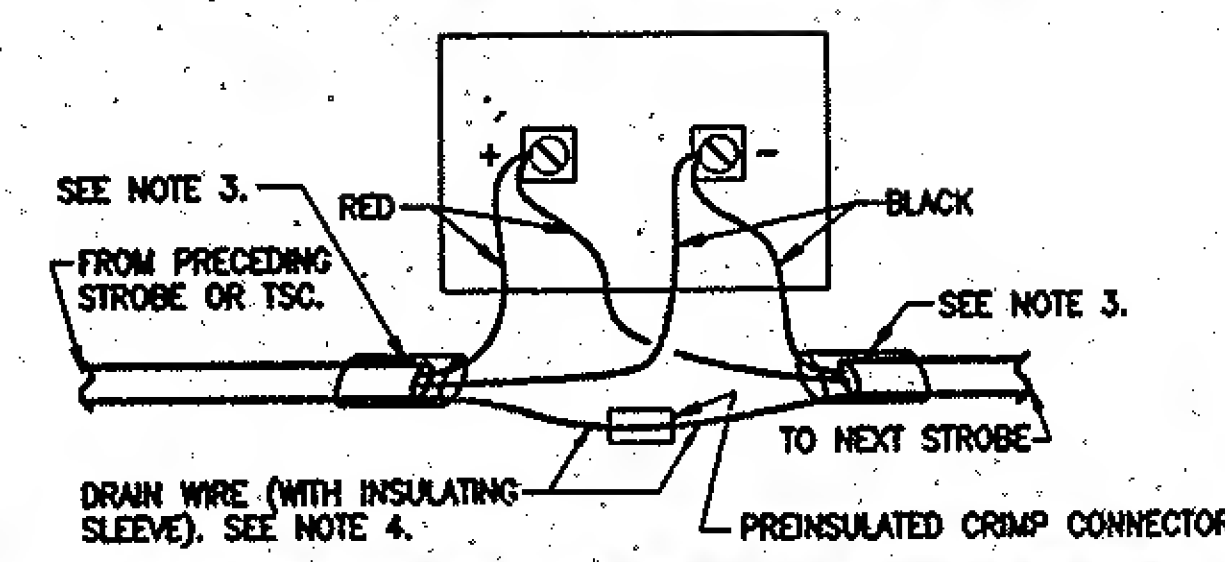 +
-
SEE NOTE 3.
RED
BLACK
FROM PRECEDING
STROBE OR TSC.
SEE NOTE 3.
TO NEXT STROBE
DRAIN WIRE (WITH INSULATING
SLEEVE). SEE NOTE 4.
PREINSULATED CRIMP CONNECTOR